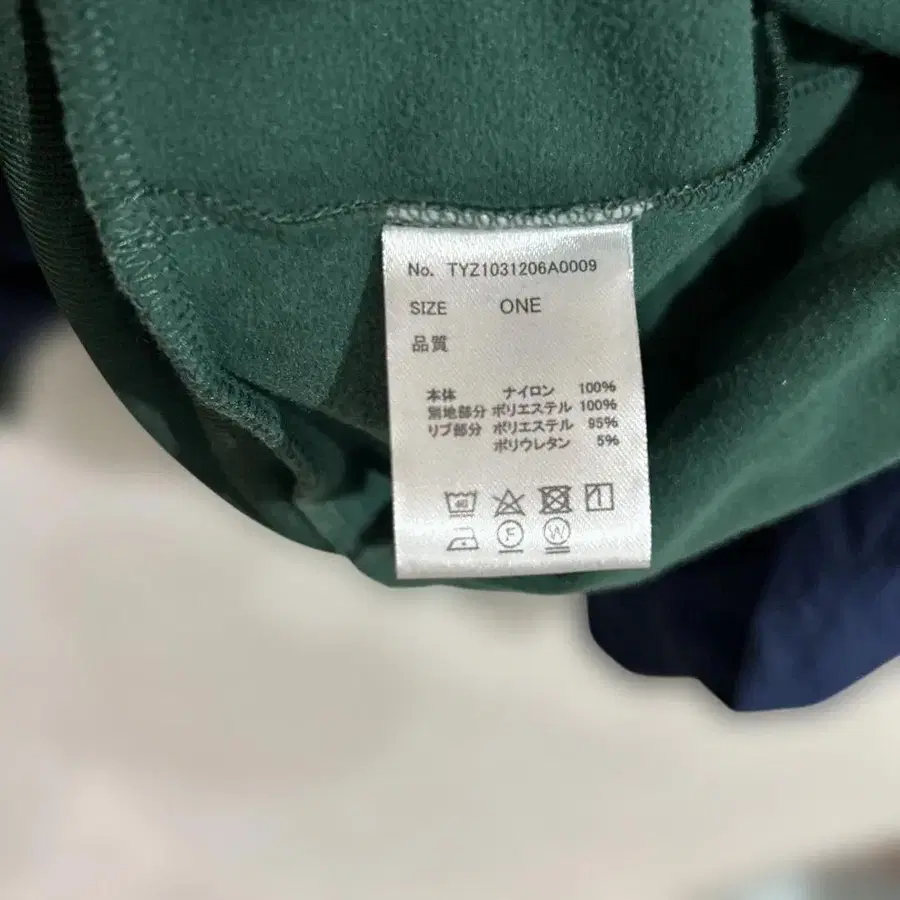 No. TYZ1031206A0009
SIZE ONE
品質
本体 ナイロン 100%
別地部分 ポリエステル 100%
リブ部分 ポリエステル 95%
ポリウレタン 5%
40
F W